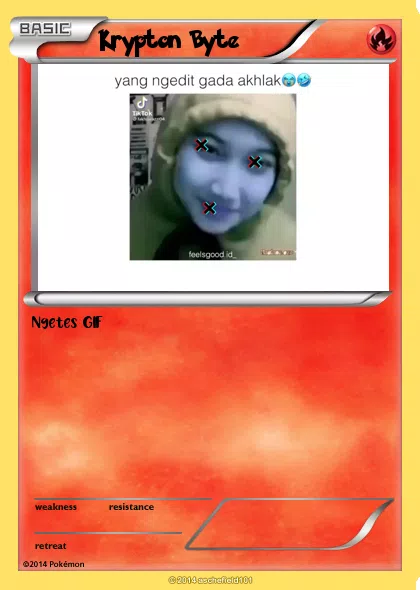 BASIC
Krypton Byte
yang ngedit gada akhlak😭🤣
TikTok
feelsgood.id_
Ngetes GIF
weakness resistance
retreat
©2014 Pokémon
©2014 aschefield101